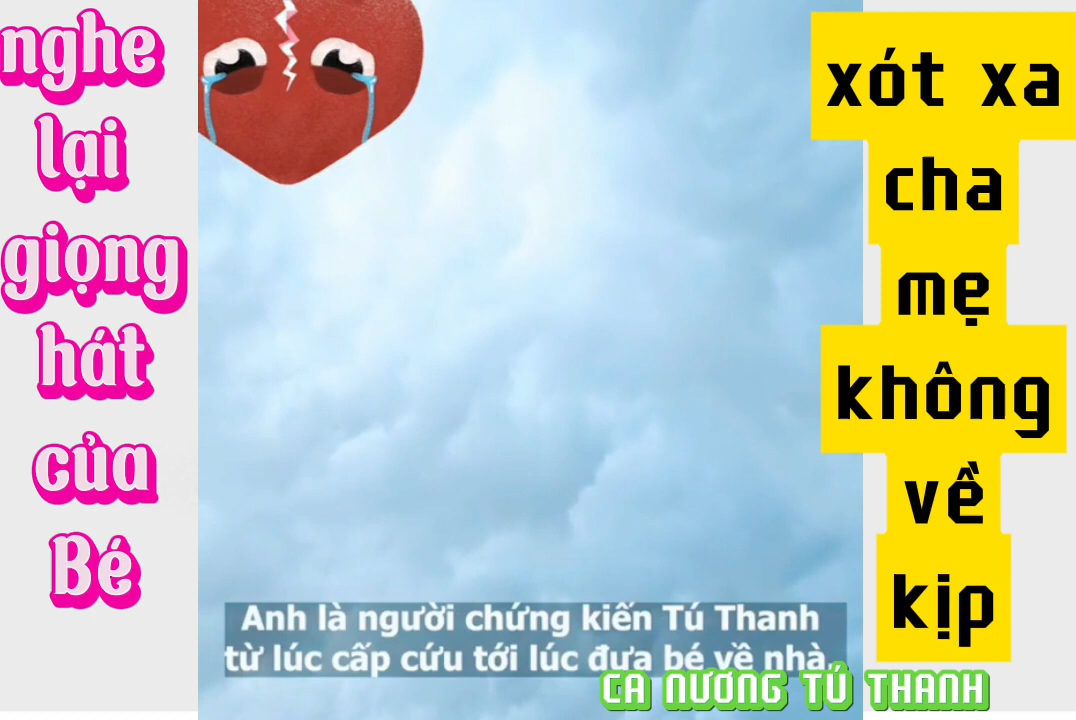 nghe
lại
giọng
hát
của
Bé
xót xa
cha
mẹ
không
về
kịp
Anh là người chứng kiến Tú Thanh
từ lúc cấp cứu tới lúc đưa bé về nhà.
CA NƯƠNG TÚ THANH